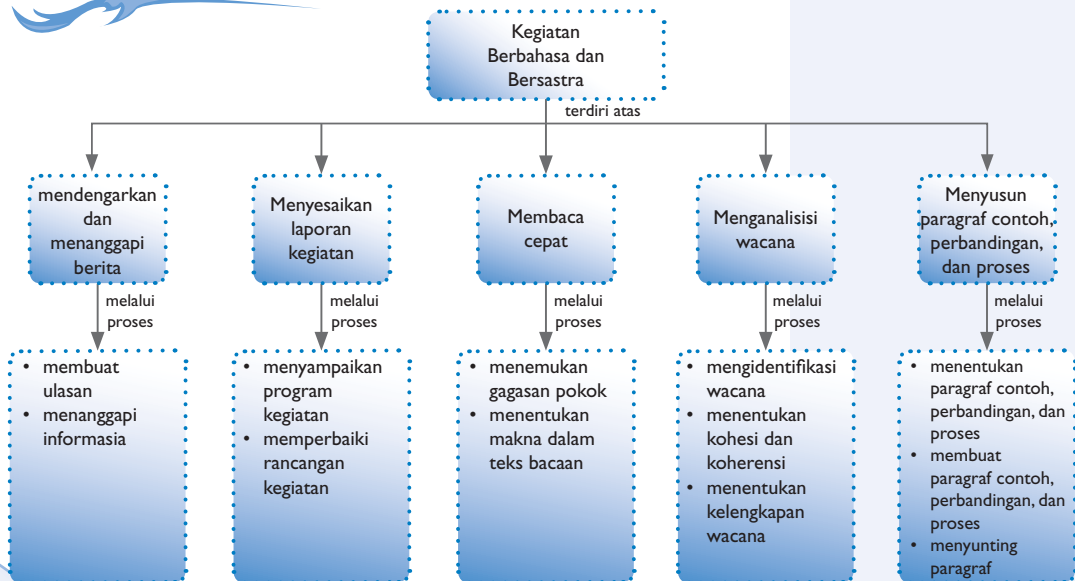 Kegiatan
Berbahasa dan
Bersastra
terdiri atas
mendengarkan
dan
menanggapi
berita
Menyesaikan
laporan
kegiatan
Membaca
cepat
Menganalisisi
wacana
Menyusun
paragraf contoh,
perbandingan,
dan proses
melalui
proses
melalui
proses
melalui
proses
melalui
proses
melalui
proses
• membuat
ulasan
• menanggapi
informasia
• menyampaikan
program
kegiatan
• memperbaiki
rancangan
kegiatan
• menemukan
gagasan pokok
• menentukan
makna dalam
teks bacaan
• mengidentifikasi
wacana
• menentukan
kohesi dan
koherensi
• menentukan
kelengkapan
wacana
• menentukan
paragraf contoh,
perbandingan, dan
proses
• membuat
paragraf contoh,
perbandingan, dan
proses
• menyunting
paragraf